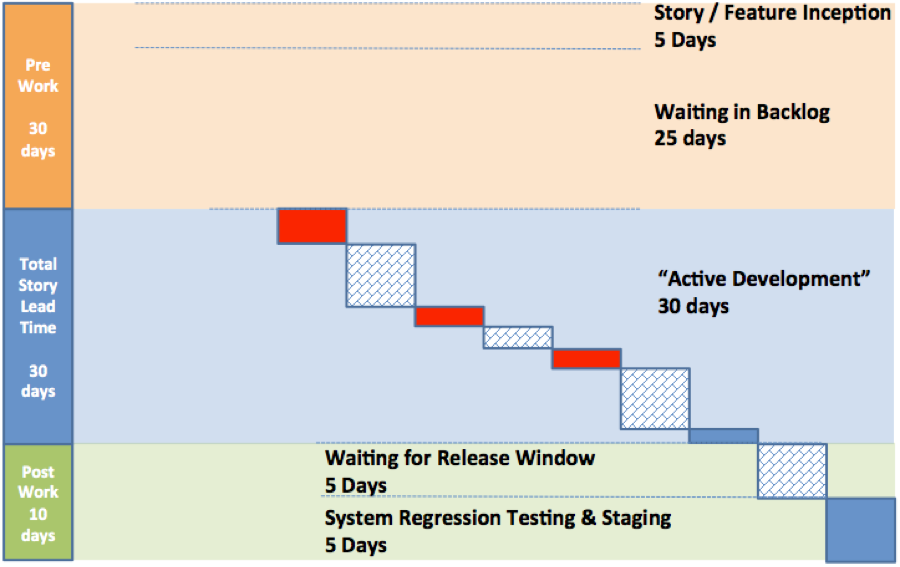 Story / Feature Inception
5 Days
Pre
Work
30
days
Waiting in Backlog
25 days
Total
Story
Lead
Time
30
days
“Active Development”
30 days
Post
Work
10
days
Waiting for Release Window
5 Days
System Regression Testing & Staging
5 Days